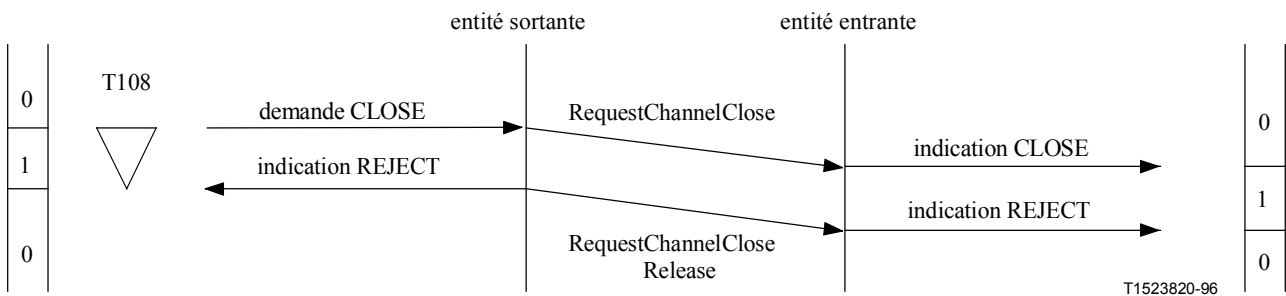 entité sortante
entité entrante
T108
0
demande CLOSE
RequestChannelClose
0
1
indication REJECT
indication CLOSE
1
indication REJECT
0
RequestChannelClose
Release
0
T1523820-96